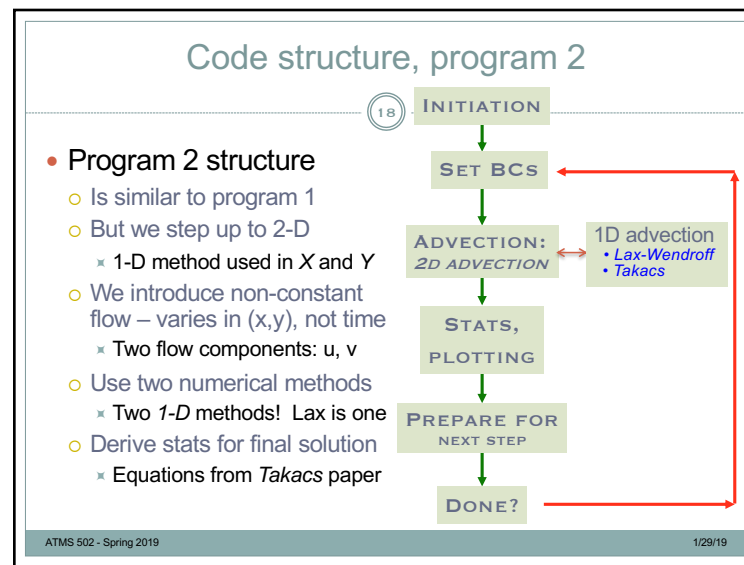 Code structure, program 2
18
• Program 2 structure
Is similar to program 1
But we step up to 2-D
1-D method used in X and Y
We introduce non-constant
flow – varies in (x,y), not time
Two flow components: u, v
Use two numerical methods
Two 1-D methods! Lax is one
Derive stats for final solution
Equations from Takacs paper
INITIATION
SET BCS
ADVECTION:
2D ADVECTION
1D advection
• Lax-Wendroff
• Takacs
STATS,
PLOTTING
PREPARE FOR
NEXT STEP
DONE?
ATMS 502 - Spring 2019
1/29/19